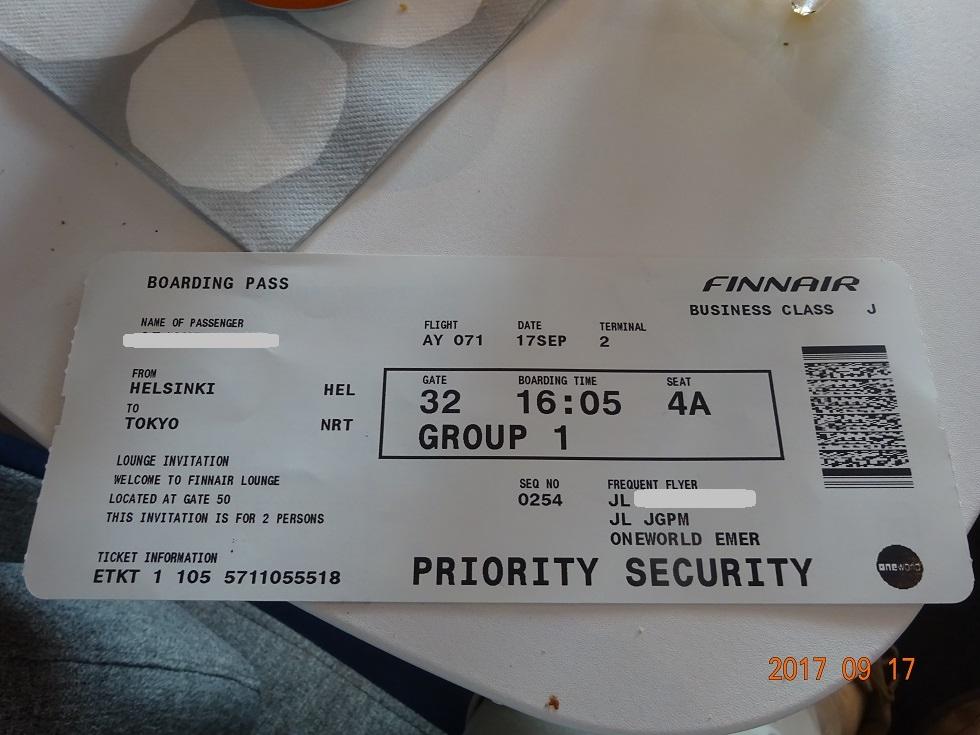 BOARDING PASS
FINNAIR
BUSINESS CLASS J
NAME OF PASSENGER
FLIGHT DATE TERMINAL
AY 071 17SEP 2
FROM
HELSINKI HEL
TO
TOKYO NRT
GATE BOARDING TIME SEAT
32 16:05 4A
GROUP 1
LOUNGE INVITATION
WELCOME TO FINNAIR LOUNGE
LOCATED AT GATE 50
THIS INVITATION IS FOR 2 PERSONS
SEQ NO FREQUENT FLYER
0254 JL
JL JGPM
ONEWORLD EMER
TICKET INFORMATION
ETKT 1 105 5711055518
PRIORITY SECURITY
oneworld
2017 09 17